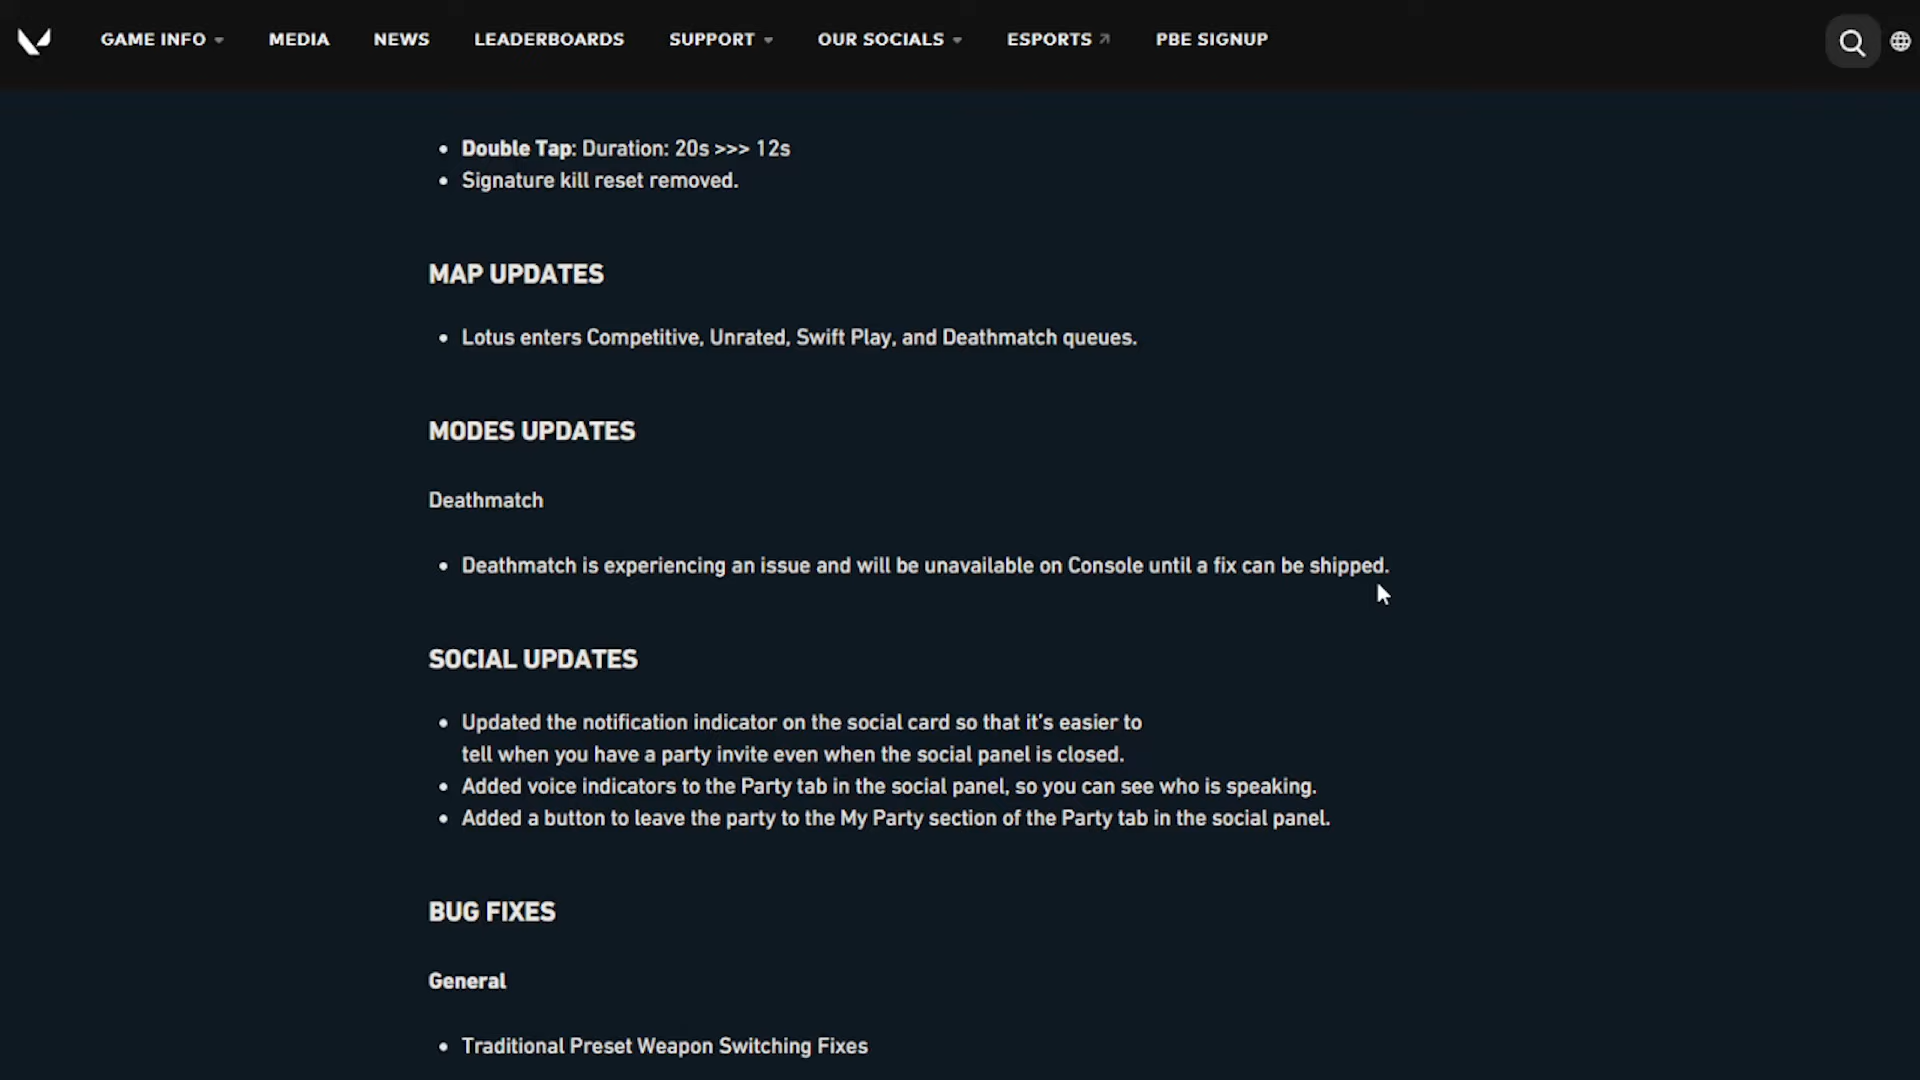 GAME INFO
MEDIA
NEWS
LEADERBOARDS
SUPPORT
OUR SOCIALS
ESPORTS
PBE SIGNUP
• Double Tap: Duration: 20s >>> 12s
• Signature kill reset removed.
MAP UPDATES
• Lotus enters Competitive, Unrated, Swift Play, and Deathmatch queues.
MODES UPDATES
Deathmatch
• Deathmatch is experiencing an issue and will be unavailable on Console until a fix can be shipped.
SOCIAL UPDATES
• Updated the notification indicator on the social card so that it's easier to
tell when you have a party invite even when the social panel is closed.
• Added voice indicators to the Party tab in the social panel, so you can see who is speaking.
• Added a button to leave the party to the My Party section of the Party tab in the social panel.
BUG FIXES
General
• Traditional Preset Weapon Switching Fixes